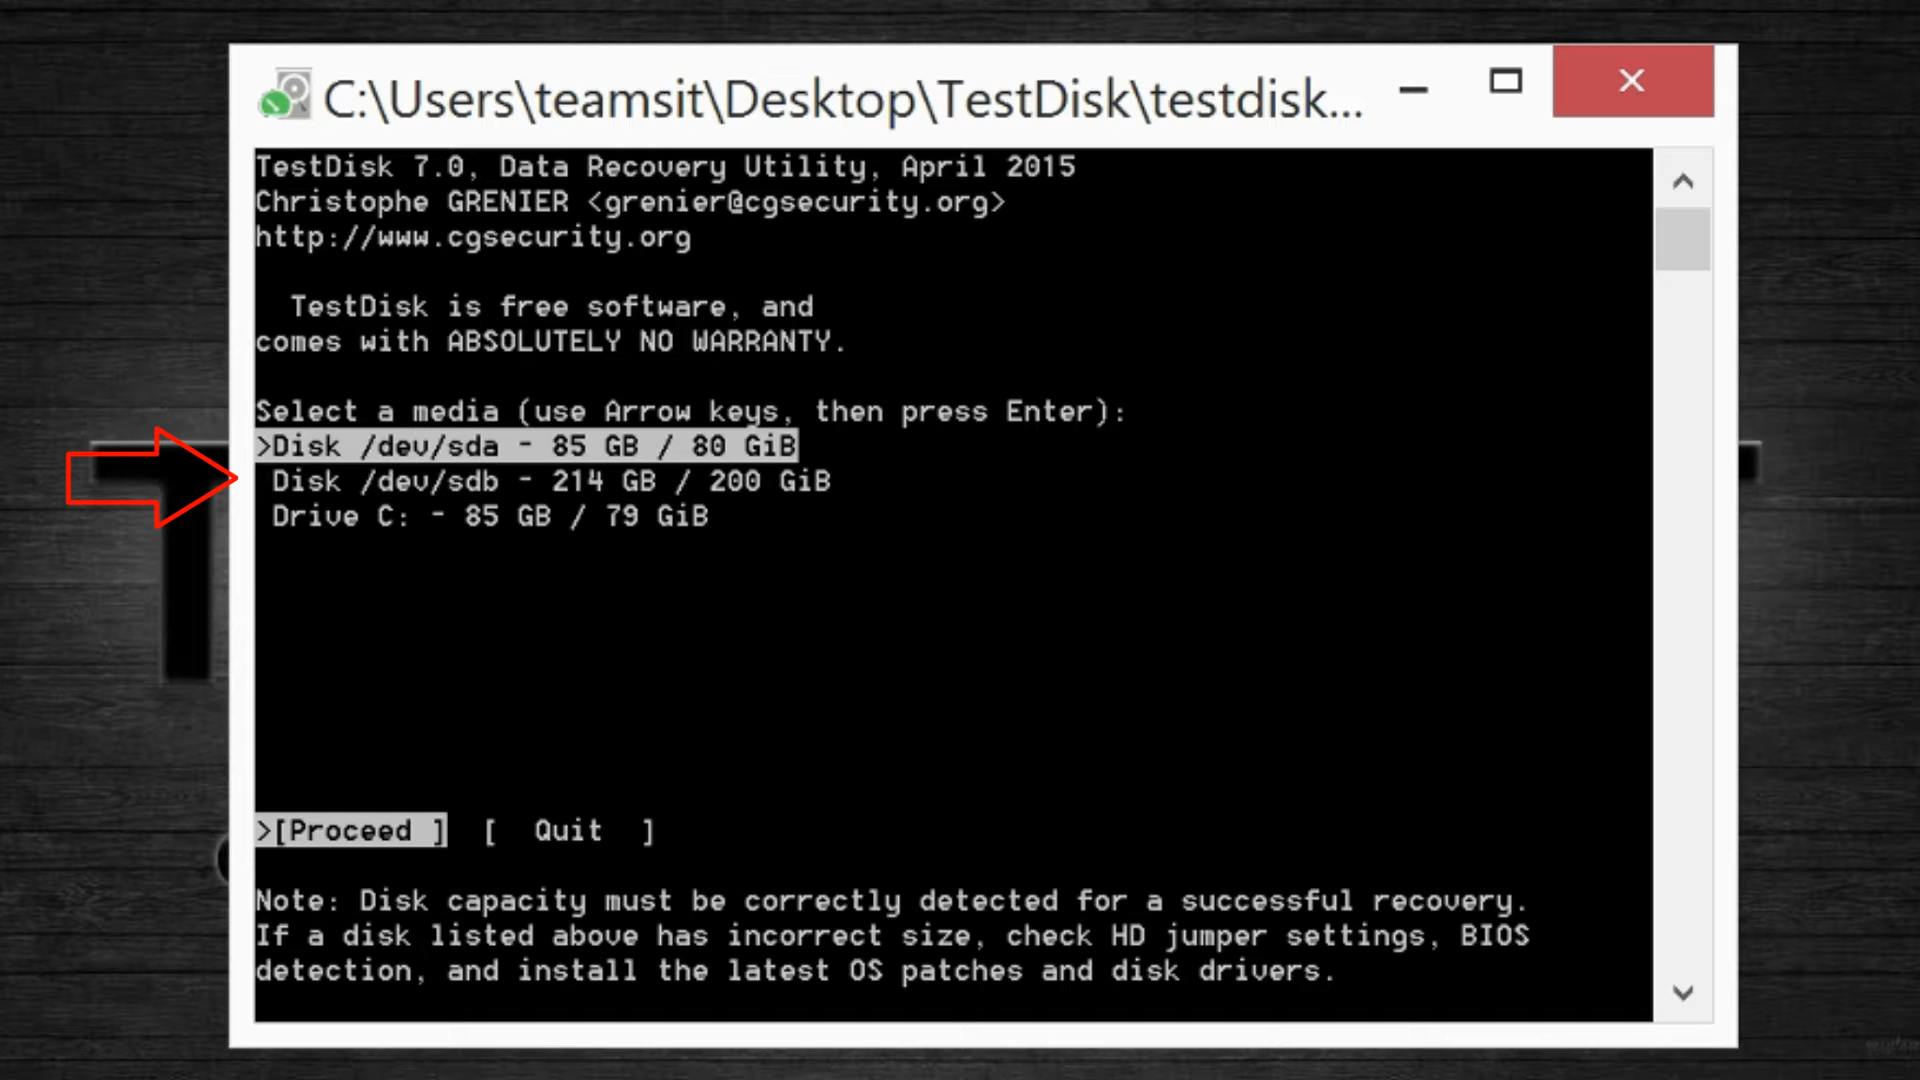 C:\Users\teamsit\Desktop\TestDisk\testdisk...
TestDisk 7.0, Data Recovery Utility, April 2015
Christophe GRENIER <grenier@cgsecurity.org>
http://www.cgsecurity.org
TestDisk is free software, and
comes with ABSOLUTELY NO WARRANTY.
Select a media (use Arrow keys, then press Enter):
>Disk /dev/sda - 85 GB / 80 GiB
Disk /dev/sdb - 214 GB / 200 GiB
Drive C: - 85 GB / 79 GiB
>[Proceed ] [ Quit ]
Note: Disk capacity must be correctly detected for a successful recovery.
If a disk listed above has incorrect size, check HD jumper settings, BIOS
detection, and install the latest OS patches and disk drivers.